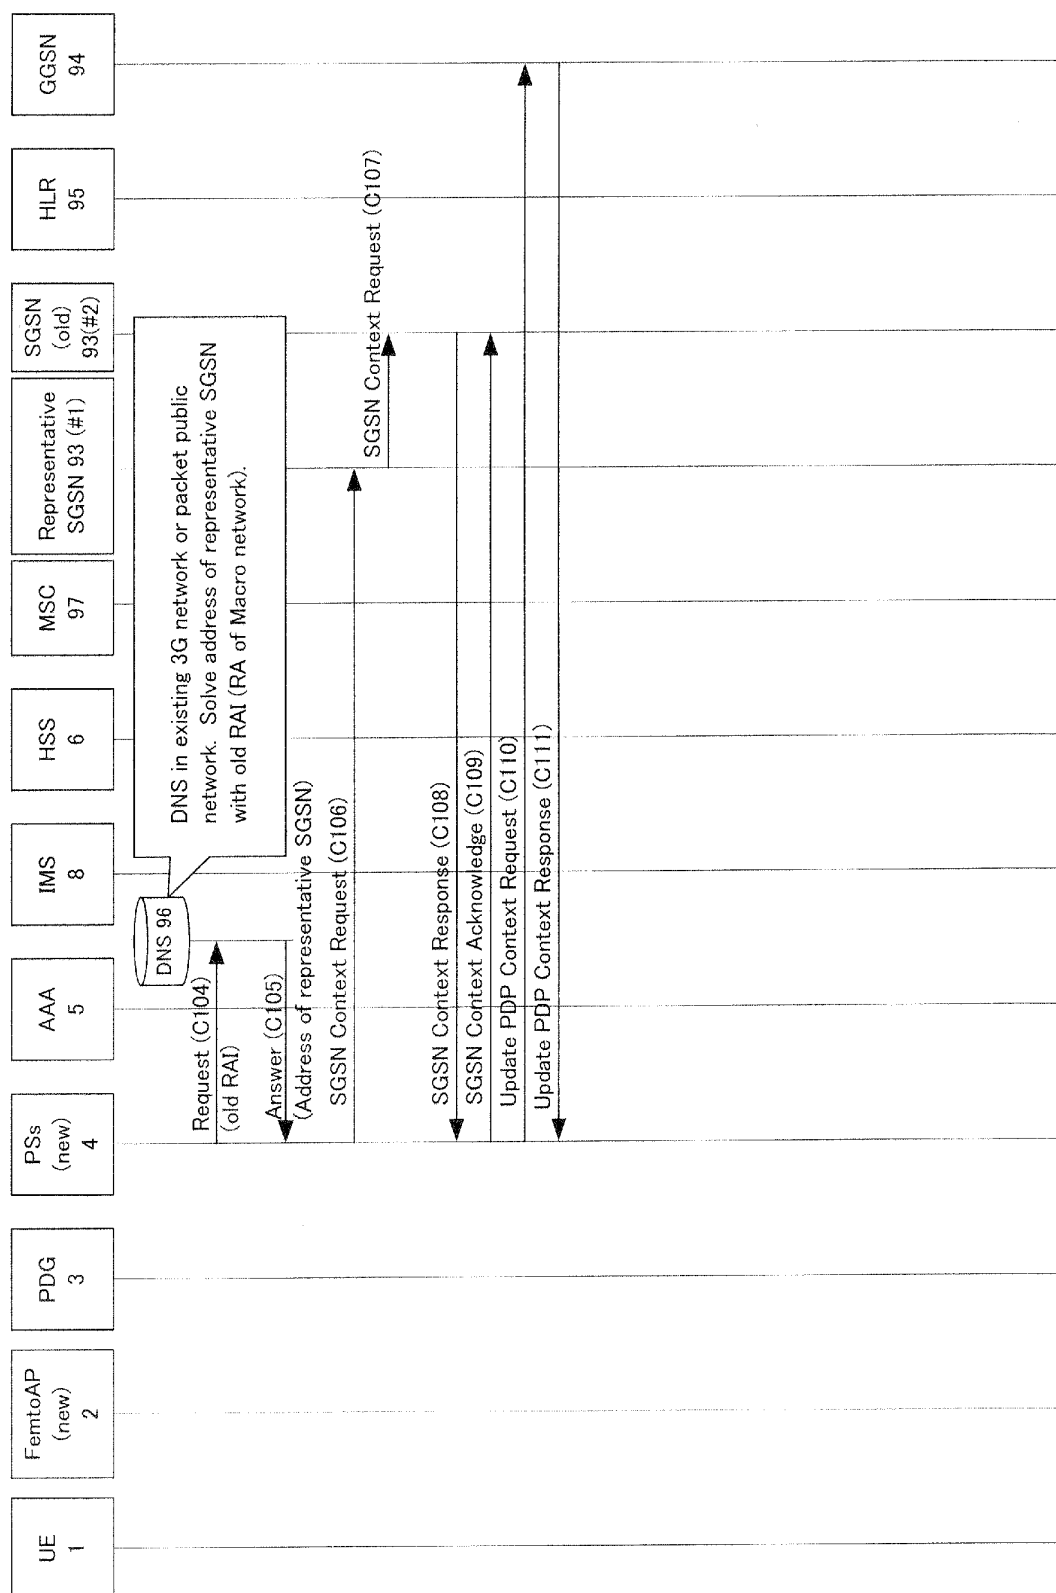 UE
1
FemtoAP
(new)
2
PDG
3
PSs
(new)
4
AAA
5
IMS
8
HSS
6
MSC
97
Representative
SGSN 93 (#1)
SGSN
(old)
93(#2)
HLR
95
GGSN
94
DNS 96
DNS in existing 3G network or packet public
network. Solve address of representative SGSN
with old RAI (RA of Macro network).
Request (C104)
(old RAI)
Answer (C105)
(Address of representative SGSN)
SGSN Context Request (C106)
SGSN Context Request (C107)
SGSN Context Response (C108)
SGSN Context Acknowledge (C109)
Update PDP Context Request (C110)
Update PDP Context Response (C111)